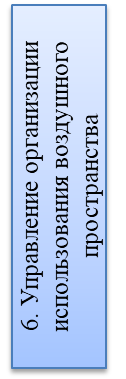 6. Управление организации
использования воздушного
пространства